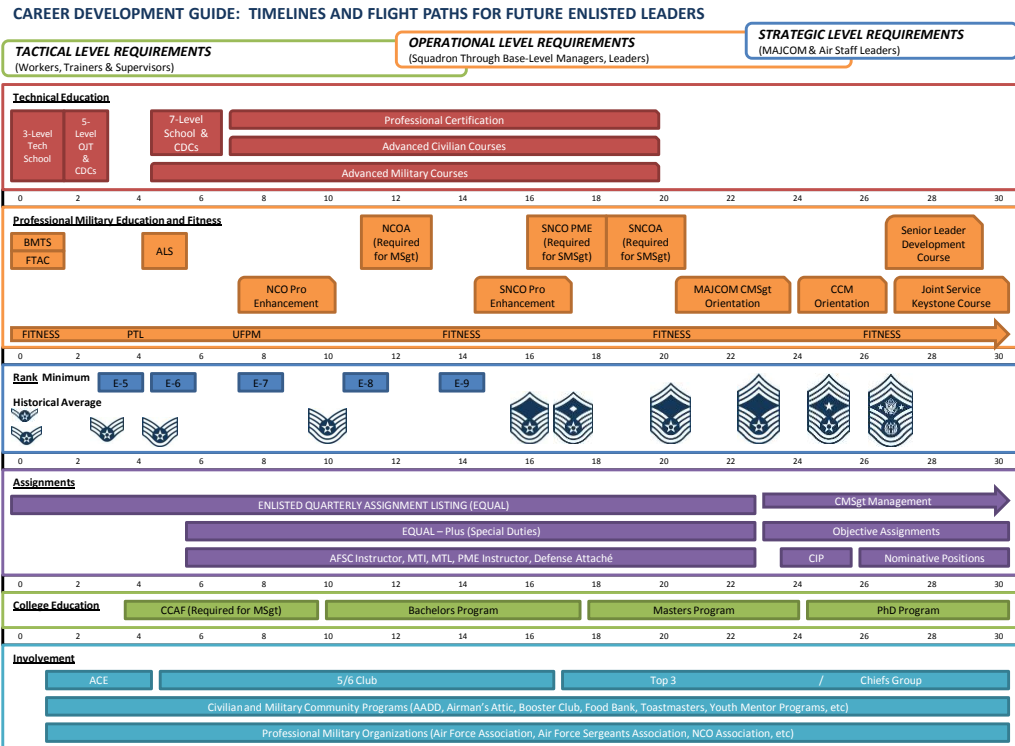 CAREER DEVELOPMENT GUIDE: TIMELINES AND FLIGHT PATHS FOR FUTURE ENLISTED LEADERS
TACTICAL LEVEL REQUIREMENTS
(Workers, Trainers & Supervisors)
OPERATIONAL LEVEL REQUIREMENTS
(Squadron Through Base-Level Managers, Leaders)
STRATEGIC LEVEL REQUIREMENTS
(MAJCOM & Air Staff Leaders)
Technical Education
3-Level
Tech
School
5-
Level
OJT
&
CDCs
7-Level
School &
CDCs
Professional Certification
Advanced Civilian Courses
Advanced Military Courses
0 2 4 6 8 10 12 14 16 18 20 22 24 26 28 30
Professional Military Education and Fitness
BMTS
FTAC
ALS
NCOA
(Required
for MSgt)
SNCO PME
(Required
for SMSgt)
SNCOA
(Required
for SMSgt)
Senior Leader
Development
Course
NCO Pro
Enhancement
SNCO Pro
Enhancement
MAJCOM CMSgt
Orientation
CCM
Orientation
Joint Service
Keystone Course
FITNESS PTL UFPM FITNESS FITNESS FITNESS
0 2 4 6 8 10 12 14 16 18 20 22 24 26 28 30
Rank Minimum
E-5
E-6
E-7
E-8
E-9
Historical Average
0 2 4 6 8 10 12 14 16 18 20 22 24 26 28 30
Assignments
ENLISTED QUARTERLY ASSIGNMENT LISTING (EQUAL)
CMSgt Management
EQUAL – Plus (Special Duties)
Objective Assignments
AFSC Instructor, MTI, MTL, PME Instructor, Defense Attaché
CIP
Nominative Positions
0 2 4 6 8 10 12 14 16 18 20 22 24 26 28 30
College Education
CCAF (Required for MSgt)
Bachelors Program
Masters Program
PhD Program
0 2 4 6 8 10 12 14 16 18 20 22 24 26 28 30
Involvement
ACE
5/6 Club
Top 3 / Chiefs Group
Civilian and Military Community Programs (AADD, Airman's Attic, Booster Club, Food Bank, Toastmasters, Youth Mentor Programs, etc)
Professional Military Organizations (Air Force Association, Air Force Sergeants Association, NCO Association, etc)